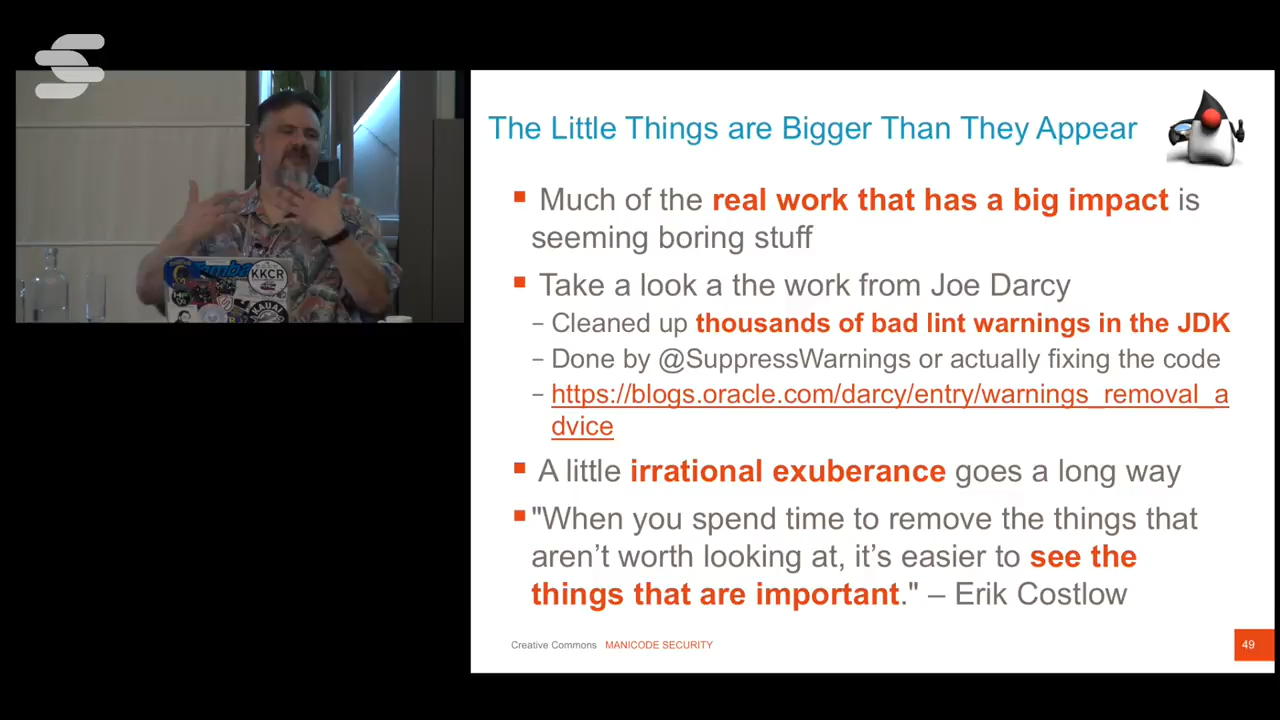 The Little Things are Bigger Than They Appear
Much of the real work that has a big impact is
seeming boring stuff
Take a look a the work from Joe Darcy
– Cleaned up thousands of bad lint warnings in the JDK
– Done by @SuppressWarnings or actually fixing the code
– https://blogs.oracle.com/darcy/entry/warnings_removal_a
dvice
A little irrational exuberance goes a long way
"When you spend time to remove the things that
aren’t worth looking at, it’s easier to see the
things that are important." – Erik Costlow
Creative Commons MANICODE SECURITY
49
KKCR
KAUAI